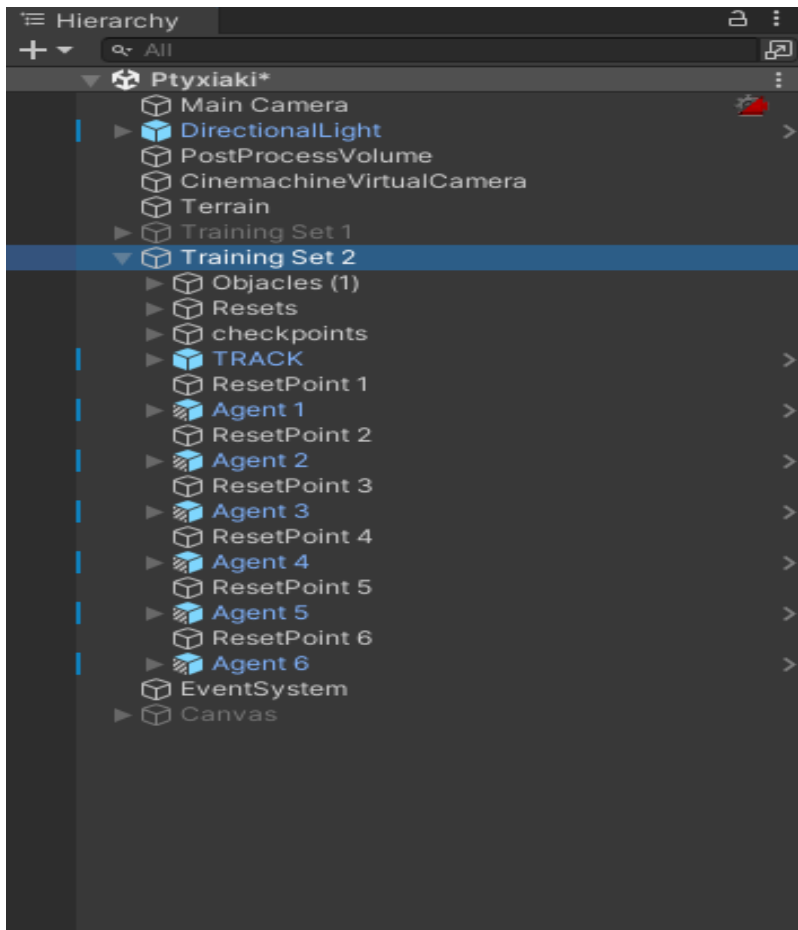 Hierarchy
All
Ptyxiaki*
Main Camera
DirectionalLight
PostProcessVolume
CinemachineVirtualCamera
Terrain
Training Set 1
Training Set 2
Objacles (1)
Resets
checkpoints
TRACK
ResetPoint 1
Agent 1
ResetPoint 2
Agent 2
ResetPoint 3
Agent 3
ResetPoint 4
Agent 4
ResetPoint 5
Agent 5
ResetPoint 6
Agent 6
EventSystem
Canvas